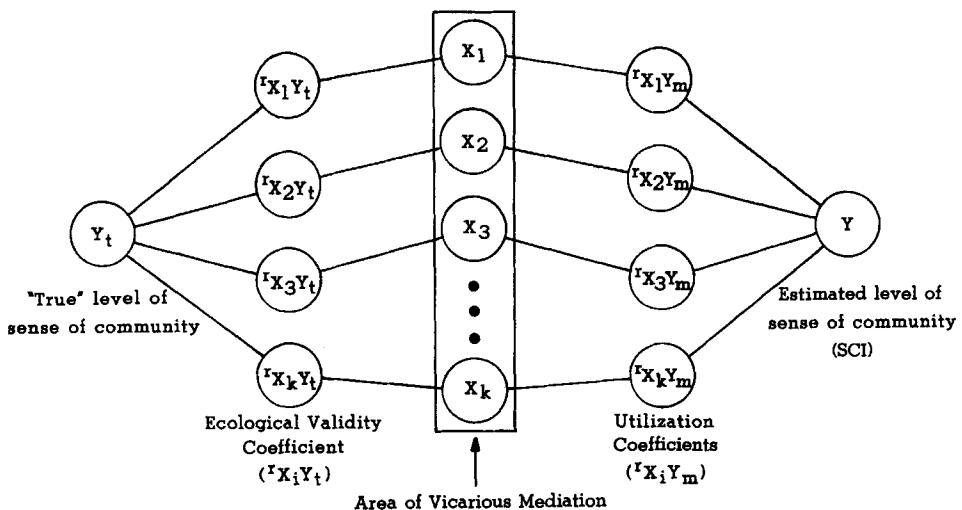 X1
rX1Yt
rX1Ym
X2
rX2Yt
rX2Ym
Yt
X3
Y
rX3Yt
rX3Ym
"True" level of
sense of community
Estimated level of
sense of community
(SCI)
rXkYt
Xk
rXkYm
Ecological Validity
Coefficient
(rXiYt)
Utilization
Coefficients
(rXiYm)
Area of Vicarious Mediation